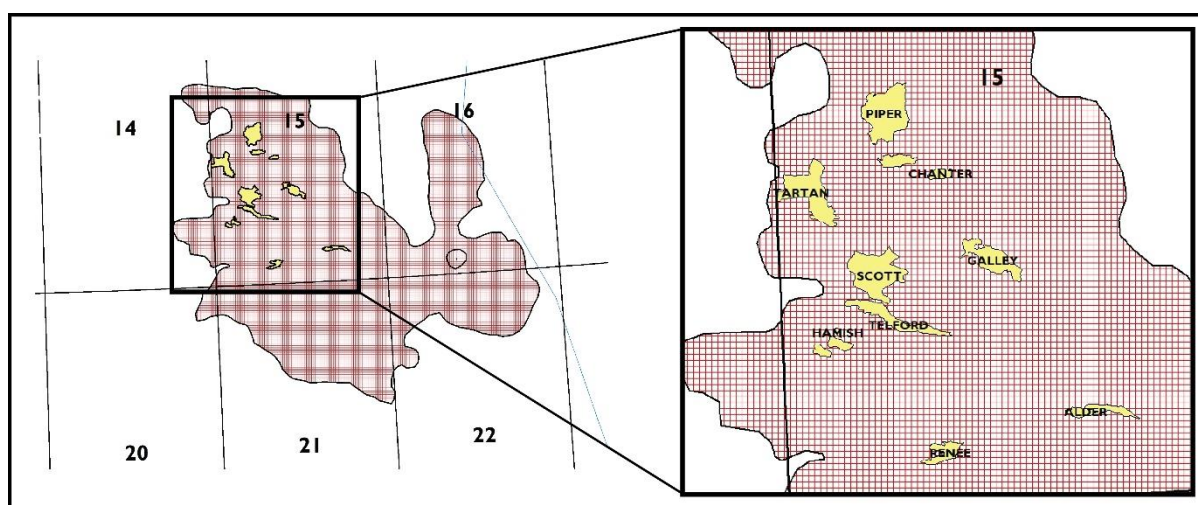 14
15
16
20
21
22
15
PIPER
CHANTER
TARTAN
GALLEY
SCOTT
TELFORD
HAMISH
ALDER
RENEE